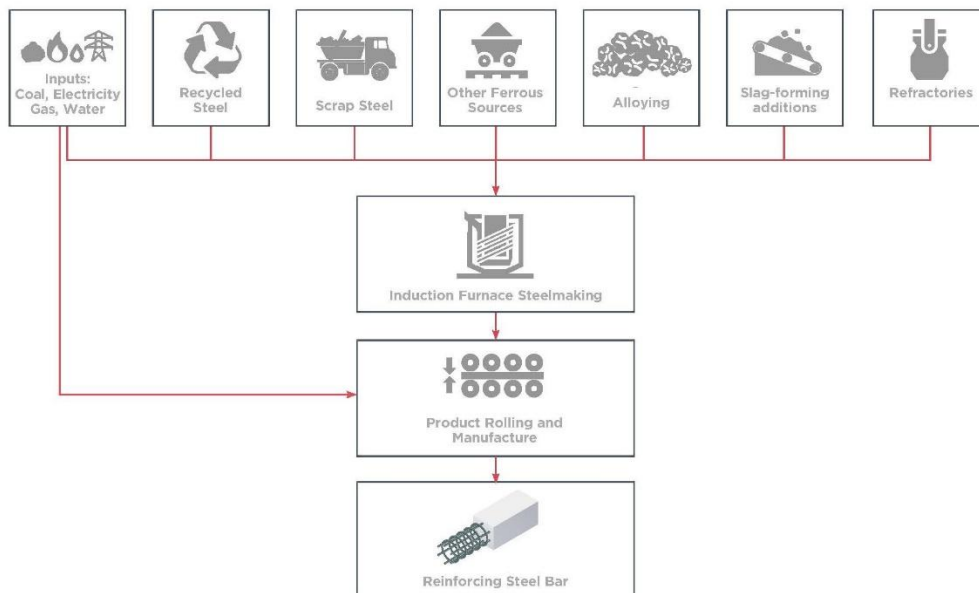 Inputs:
Coal, Electricity
Gas, Water
Recycled
Steel
Scrap Steel
Other Ferrous
Sources
Alloying
Slag-forming
additions
Refractories
Induction Furnace Steelmaking
Product Rolling and
Manufacture
Reinforcing Steel Bar